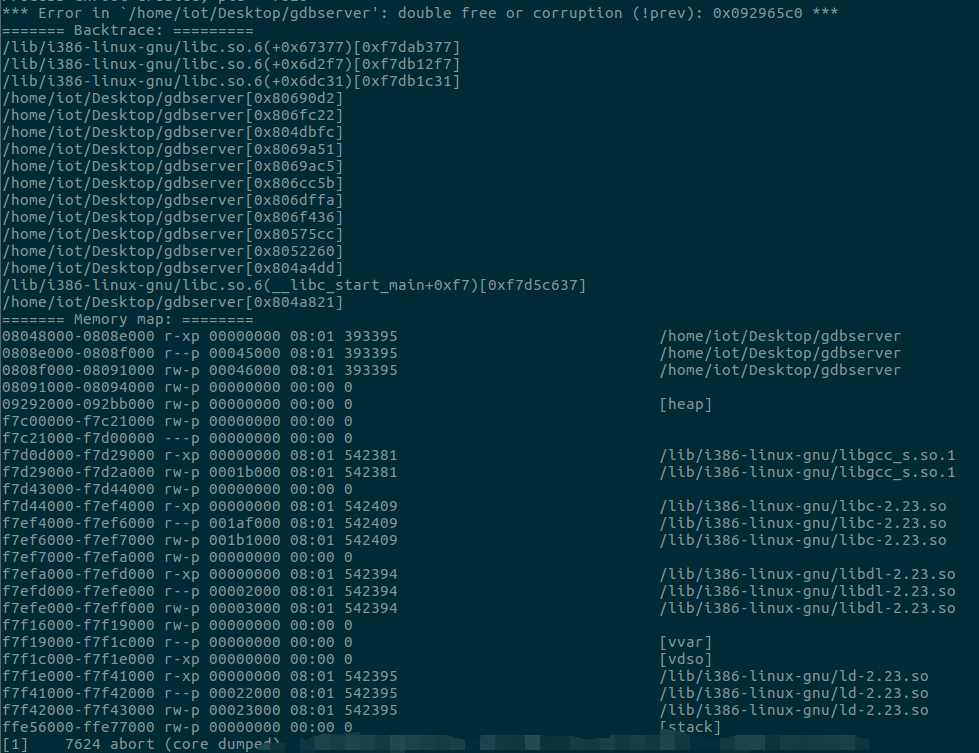 *** Error in `/home/iot/Desktop/gdbserver': double free or corruption (!prev): 0x092965c0 ***
======= Backtrace: =========
/lib/i386-linux-gnu/libc.so.6(+0x67377)[0xf7dab377]
/lib/i386-linux-gnu/libc.so.6(+0x6d2f7)[0xf7db12f7]
/lib/i386-linux-gnu/libc.so.6(+0x6dc31)[0xf7db1c31]
/home/iot/Desktop/gdbserver[0x80690d2]
/home/iot/Desktop/gdbserver[0x806fc22]
/home/iot/Desktop/gdbserver[0x804dbfc]
/home/iot/Desktop/gdbserver[0x8069a51]
/home/iot/Desktop/gdbserver[0x8069ac5]
/home/iot/Desktop/gdbserver[0x806cc5b]
/home/iot/Desktop/gdbserver[0x806dffa]
/home/iot/Desktop/gdbserver[0x806f436]
/home/iot/Desktop/gdbserver[0x80575cc]
/home/iot/Desktop/gdbserver[0x8052260]
/home/iot/Desktop/gdbserver[0x804a4dd]
/lib/i386-linux-gnu/libc.so.6(__libc_start_main+0xf7)[0xf7d5c637]
/home/iot/Desktop/gdbserver[0x804a821]
======= Memory map: ========
08048000-0808e000 r-xp 00000000 08:01 393395 /home/iot/Desktop/gdbserver
0808e000-0808f000 r--p 00045000 08:01 393395 /home/iot/Desktop/gdbserver
0808f000-08091000 rw-p 00046000 08:01 393395 /home/iot/Desktop/gdbserver
08091000-08094000 rw-p 00000000 00:00 0
09292000-092bb000 rw-p 00000000 00:00 0 [heap]
f7c00000-f7c21000 rw-p 00000000 00:00 0
f7c21000-f7d00000 ---p 00000000 00:00 0
f7d0d000-f7d29000 r-xp 00000000 08:01 542381 /lib/i386-linux-gnu/libgcc_s.so.1
f7d29000-f7d2a000 rw-p 0001b000 08:01 542381 /lib/i386-linux-gnu/libgcc_s.so.1
f7d43000-f7d44000 rw-p 00000000 00:00 0
f7d44000-f7ef4000 r-xp 00000000 08:01 542409 /lib/i386-linux-gnu/libc-2.23.so
f7ef4000-f7ef6000 r--p 001af000 08:01 542409 /lib/i386-linux-gnu/libc-2.23.so
f7ef6000-f7ef7000 rw-p 001b1000 08:01 542409 /lib/i386-linux-gnu/libc-2.23.so
f7ef7000-f7efa000 rw-p 00000000 00:00 0
f7efa000-f7efd000 r-xp 00000000 08:01 542394 /lib/i386-linux-gnu/libdl-2.23.so
f7efd000-f7efe000 r--p 00002000 08:01 542394 /lib/i386-linux-gnu/libdl-2.23.so
f7efe000-f7eff000 rw-p 00003000 08:01 542394 /lib/i386-linux-gnu/libdl-2.23.so
f7f16000-f7f19000 rw-p 00000000 00:00 0
f7f19000-f7f1c000 r--p 00000000 00:00 0 [vvar]
f7f1c000-f7f1e000 r-xp 00000000 00:00 0 [vdso]
f7f1e000-f7f41000 r-xp 00000000 08:01 542395 /lib/i386-linux-gnu/ld-2.23.so
f7f41000-f7f42000 r--p 00022000 08:01 542395 /lib/i386-linux-gnu/ld-2.23.so
f7f42000-f7f43000 rw-p 00023000 08:01 542395 /lib/i386-linux-gnu/ld-2.23.so
ffe56000-ffe77000 rw-p 00000000 00:00 0 [stack]
[1] 7624 abort (core dumped)